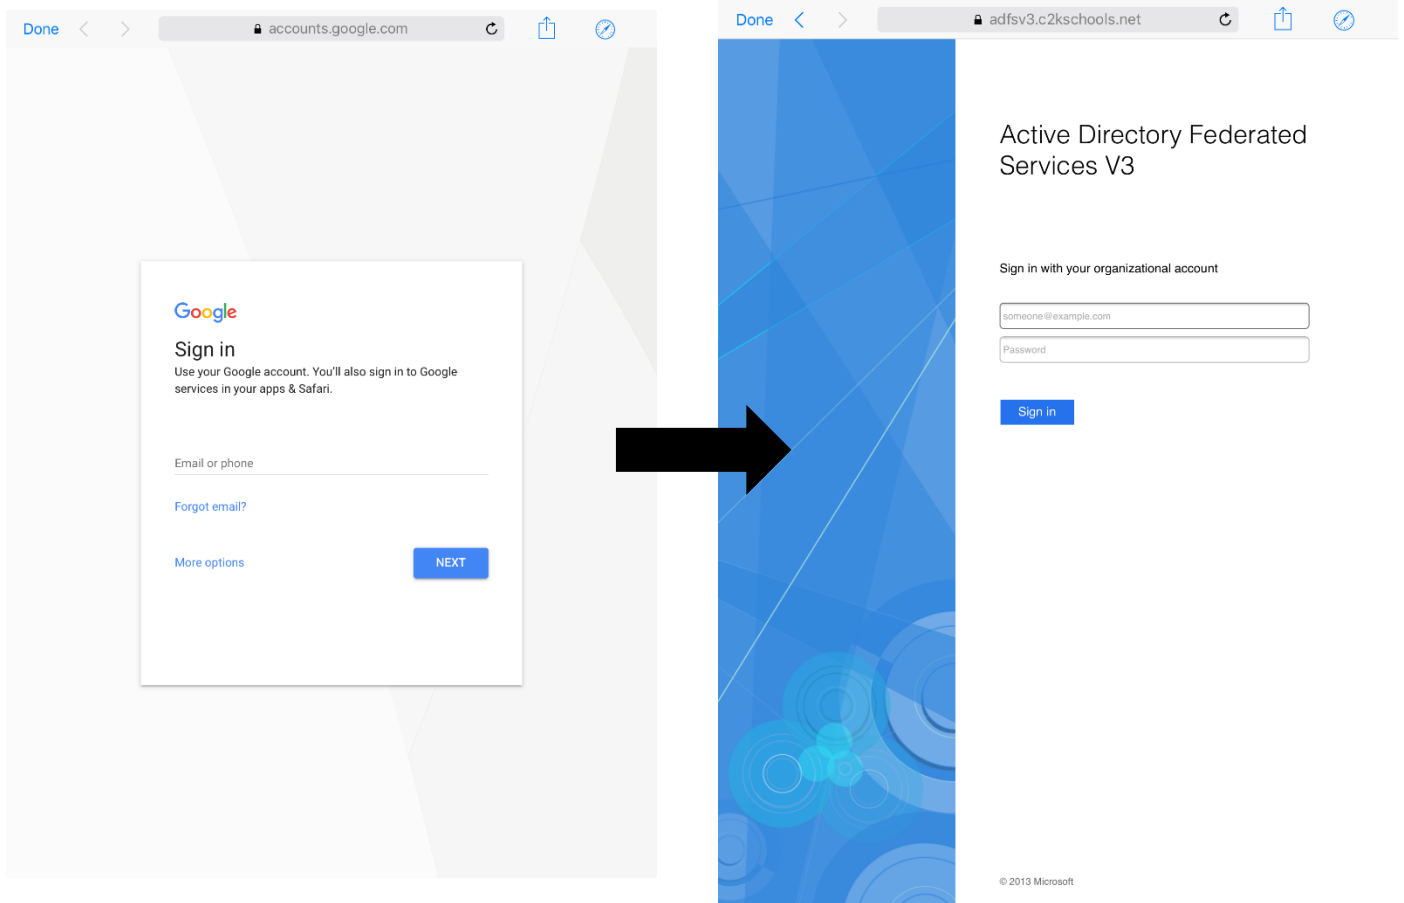 Done
accounts.google.com
Google
Sign in
Use your Google account. You'll also sign in to Google
services in your apps & Safari.
Email or phone
Forgot email?
More options
NEXT
Done
adfsv3.c2kschools.net
Active Directory Federated
Services V3
Sign in with your organizational account
someone@example.com
Password
Sign in
© 2013 Microsoft